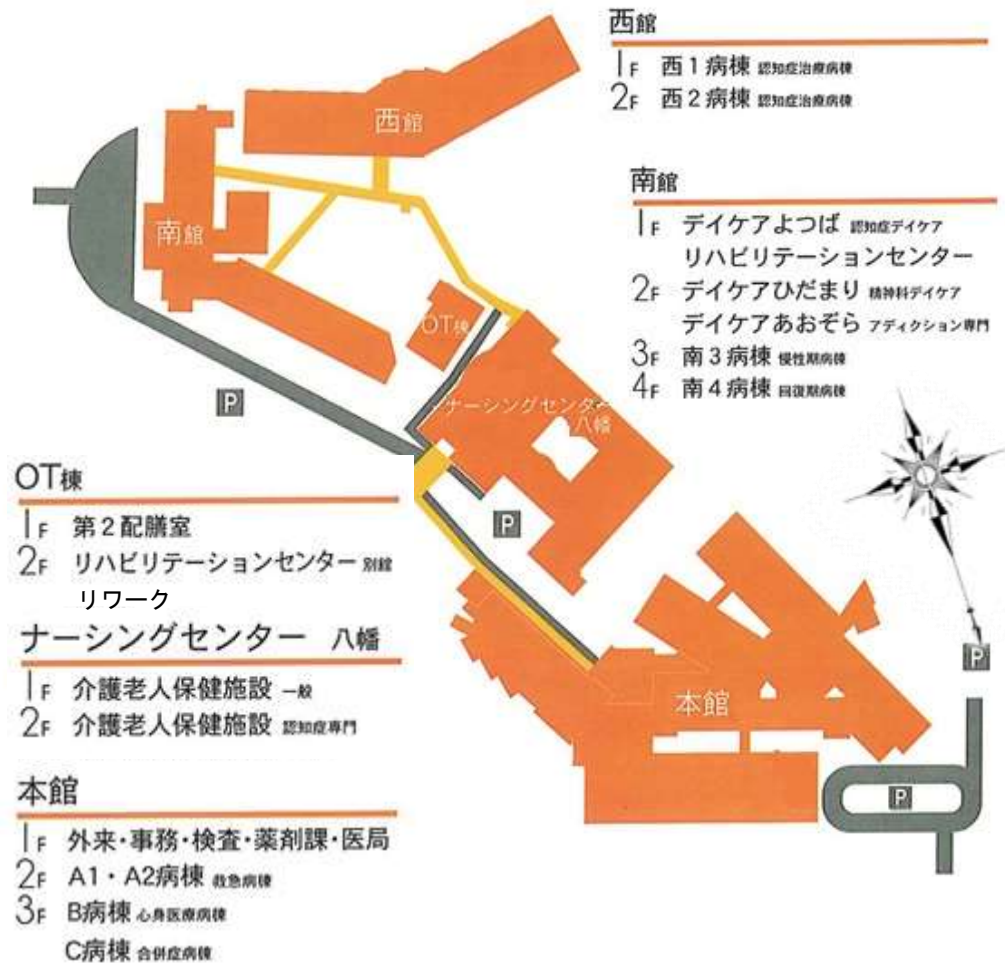 西館
1F 西1病棟 認知症治療病棟
2F 西2病棟 認知症治療病棟
南館
1F デイケアよつば 認知症デイケア
リハビリテーションセンター
2F デイケアひだまり 精神科デイケア
デイケアあおぞら アディクション専門
3F 南3病棟 慢性期病棟
4F 南4病棟 回復期病棟
西館
南館
OT棟
ナーシングセンター
八幡
P
P
本館
P
P
OT棟
1F 第2配膳室
2F リハビリテーションセンター 別館
リワーク
ナーシングセンター 八幡
1F 介護老人保健施設 一般
2F 介護老人保健施設 認知症専門
本館
1F 外来・事務・検査・薬剤課・医局
2F A1・A2病棟 救急病棟
3F B病棟 心身医療病棟
C病棟 合併症病棟